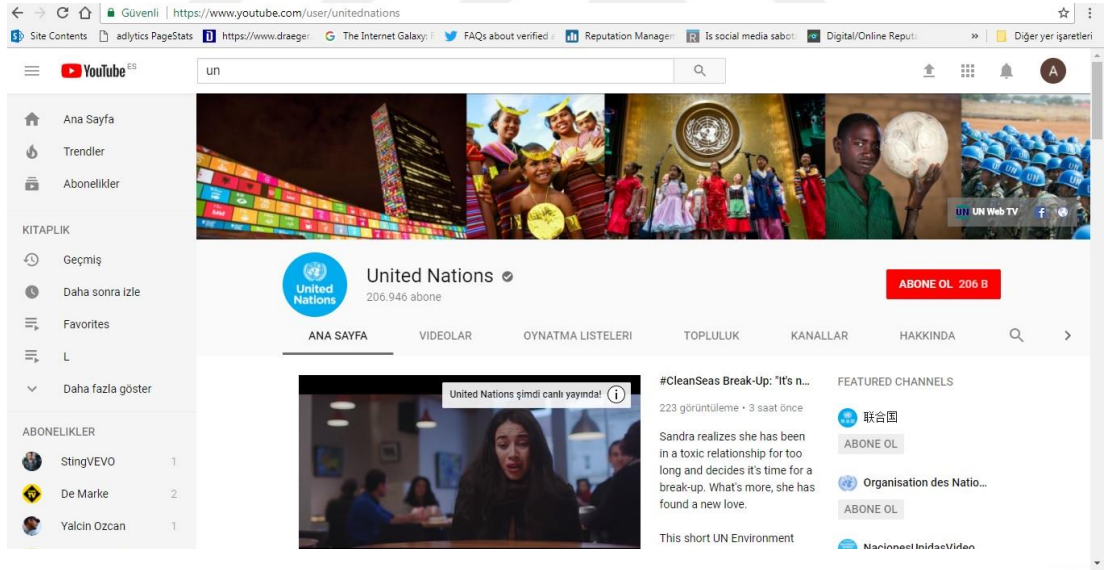 Güvenli | https://www.youtube.com/user/unitednations
Site Contents adlytics PageStats https://www.draeger. The Internet Galaxy: FAQs about verified Reputation Managem Is social media sabot Digital/Online Reput » Diğer yer işaretleri
YouTube ES
un
A
Ana Sayfa
Trendler
Abonelikler
KITAPLIK
Geçmiş
Daha sonra izle
Favorites
L
Daha fazla göster
ABONELIKLER
StingVEVO 1
De Marke 2
Yalcin Ozcan 1
UN UN Web TV
United Nations
United Nations
206.946 abone
ABONE OL 206 B
ANA SAYFA VIDEOLAR OYNATMA LISTELERI TOPLULUK KANALLAR HAKKINDA
United Nations şimdi canlı yayında!
#CleanSeas Break-Up: "It's n...
223 görüntüleme • 3 saat önce
Sandra realizes she has been
in a toxic relationship for too
long and decides it's time for a
break-up. What's more, she has
found a new love.
This short UN Environment
FEATURED CHANNELS
联合国
ABONE OL
Organisation des Natio...
ABONE OL
NacionesUnidasVideo